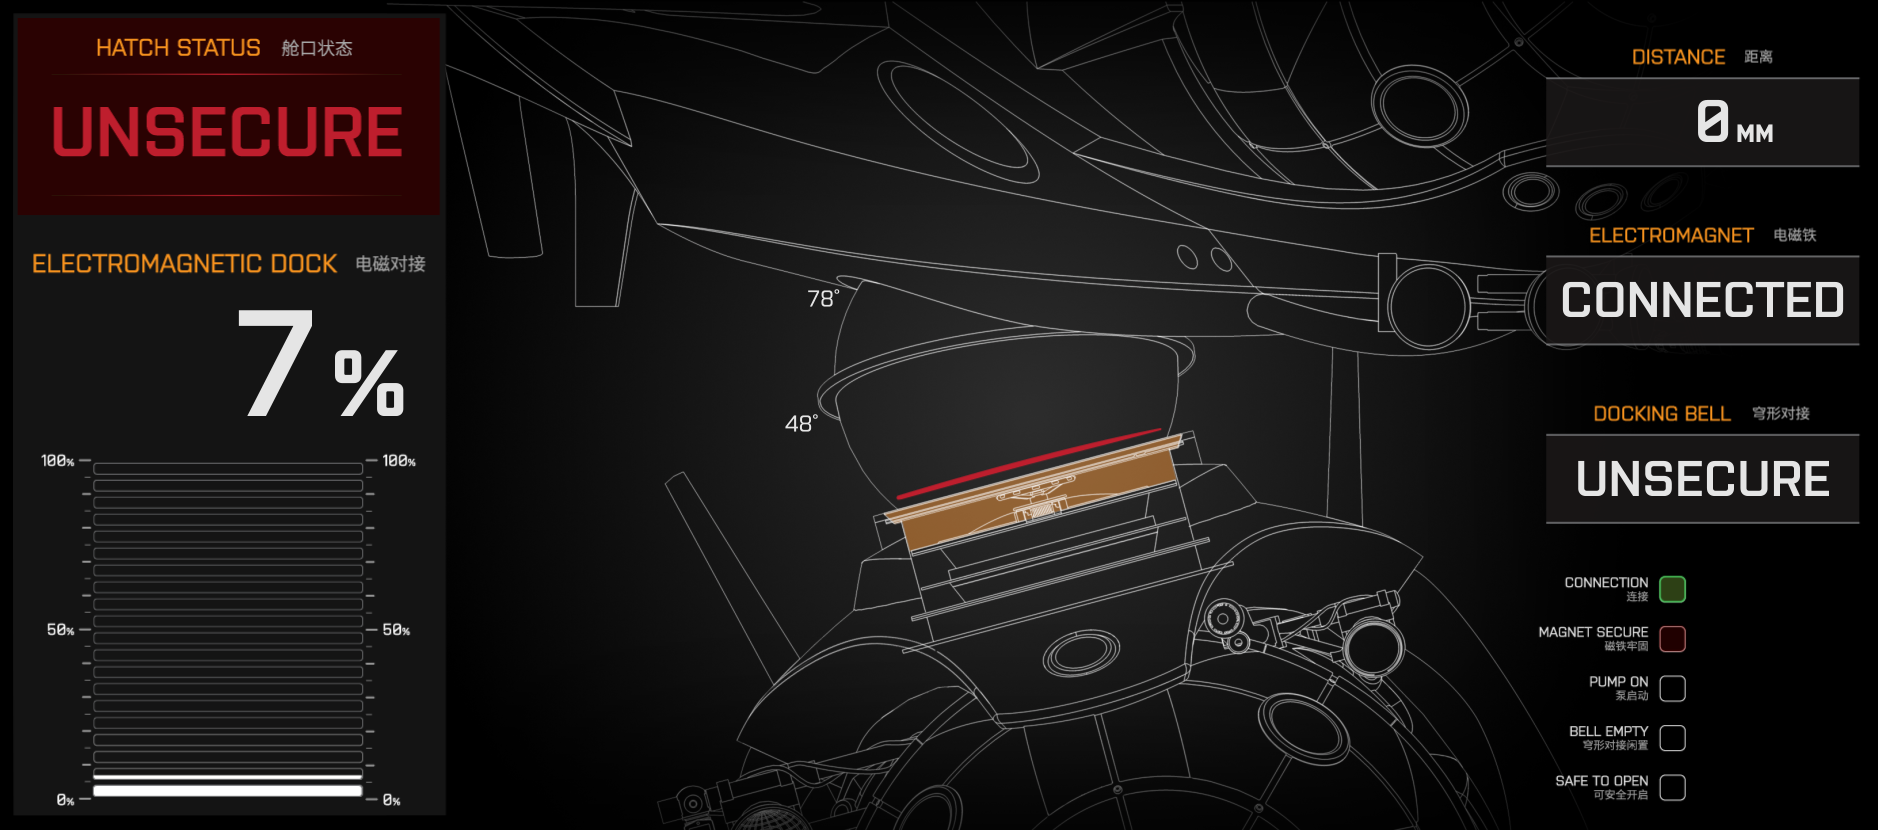 HATCH STATUS 舱口状态
UNSECURE
ELECTROMAGNETIC DOCK 电磁对接
7%
100% 100%
50% 50%
0% 0%
78°
48°
DISTANCE 距离
0 MM
ELECTROMAGNET 电磁铁
CONNECTED
DOCKING BELL 穹形对接
UNSECURE
CONNECTION
连接
MAGNET SECURE
磁铁牢固
PUMP ON
泵启动
BELL EMPTY
穹形对接闲置
SAFE TO OPEN
可安全开启